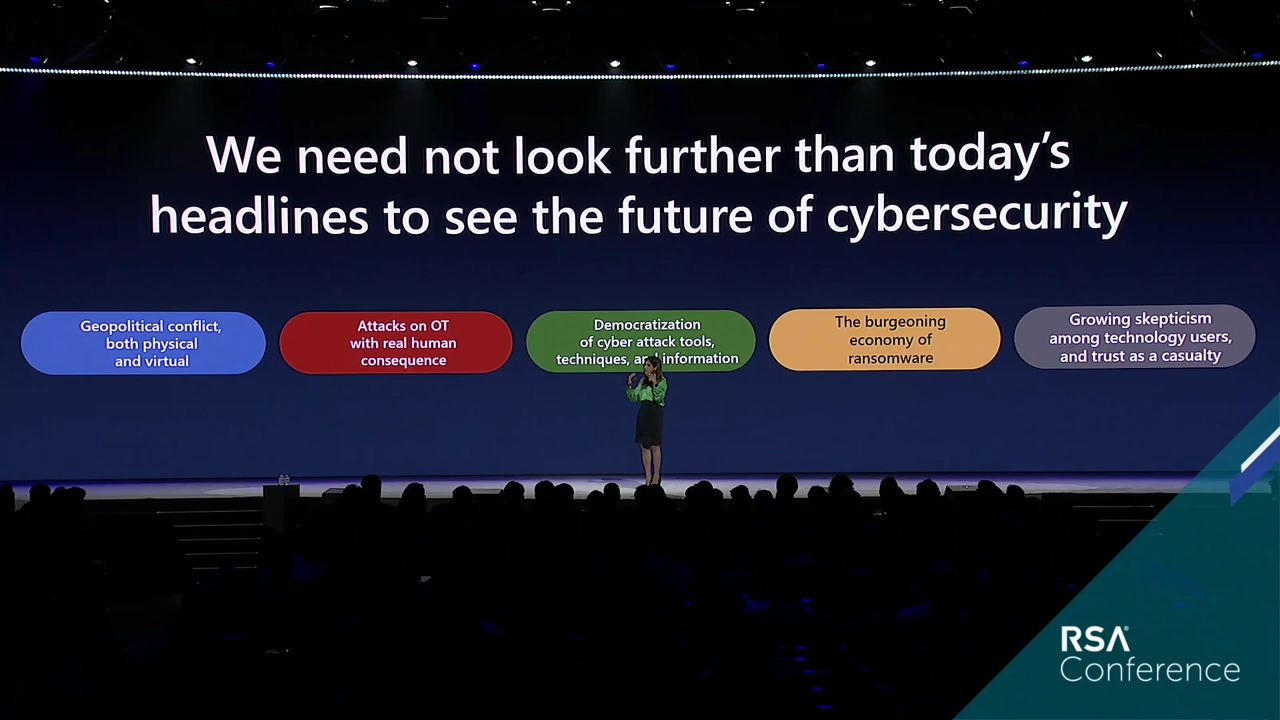 We need not look further than today's
headlines to see the future of cybersecurity
Geopolitical conflict,
both physical
and virtual
Attacks on OT
with real human
consequence
Democratization
of cyber attack tools,
techniques, and information
The burgeoning
economy of
ransomware
Growing skepticism
among technology users,
and trust as a casualty
RSA
Conference